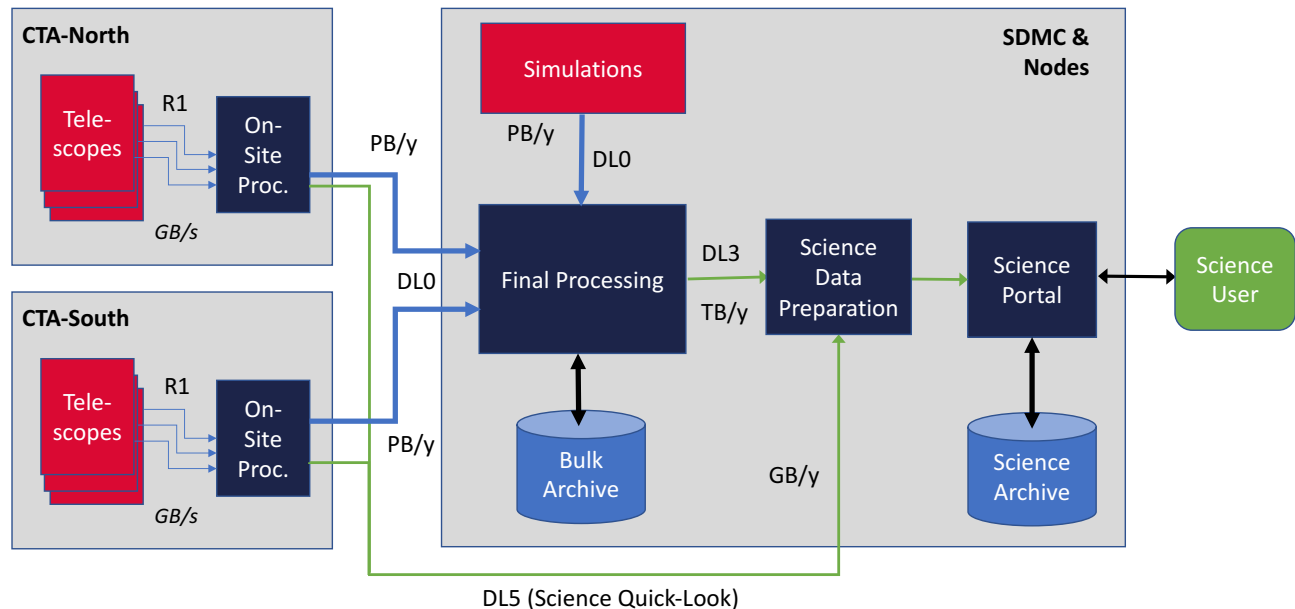 CTA-North
Tele-
scopes
R1
GB/s
On-
Site
Proc.
PB/y
DL0
CTA-South
Tele-
scopes
R1
GB/s
On-
Site
Proc.
PB/y
SDMC &
Nodes
Simulations
PB/y
DL0
Final Processing
DL3
TB/y
Science
Data
Preparation
Science
Portal
Science
User
Bulk
Archive
GB/y
Science
Archive
DL5 (Science Quick-Look)